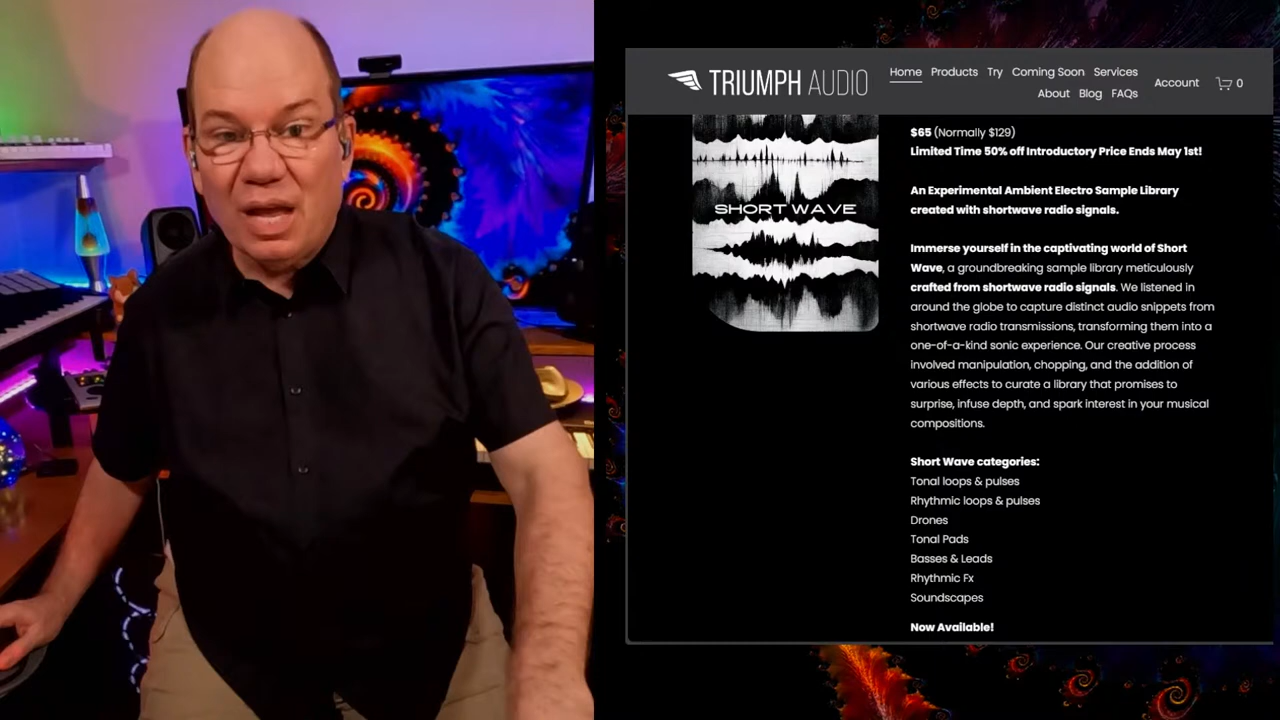 TRIUMPH AUDIO
Home Products Try Coming Soon Services
About Blog FAQs
Account
0
SHORT WAVE
$65 (Normally $129)
Limited Time 50% off Introductory Price Ends May 1st!
An Experimental Ambient Electro Sample Library
created with shortwave radio signals.
Immerse yourself in the captivating world of Short
Wave, a groundbreaking sample library meticulously
crafted from shortwave radio signals. We listened in
around the globe to capture distinct audio snippets from
shortwave radio transmissions, transforming them into a
one-of-a-kind sonic experience. Our creative process
involved manipulation, chopping, and the addition of
various effects to curate a library that promises to
surprise, infuse depth, and spark interest in your musical
compositions.
Short Wave categories:
Tonal loops & pulses
Rhythmic loops & pulses
Drones
Tonal Pads
Basses & Leads
Rhythmic Fx
Soundscapes
Now Available!